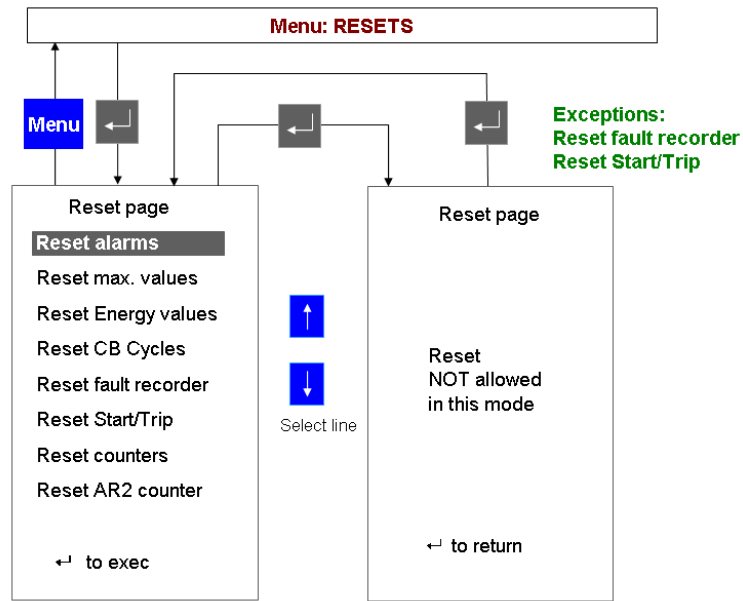 Menu: RESETS
Menu
Exceptions:
Reset fault recorder
Reset Start/Trip
Reset page
Reset alarms
Reset max. values
Reset Energy values
Reset CB Cycles
Reset fault recorder
Reset Start/Trip
Reset counters
Reset AR2 counter
↵ to exec
Select line
Reset page
Reset
NOT allowed
in this mode
↵ to return